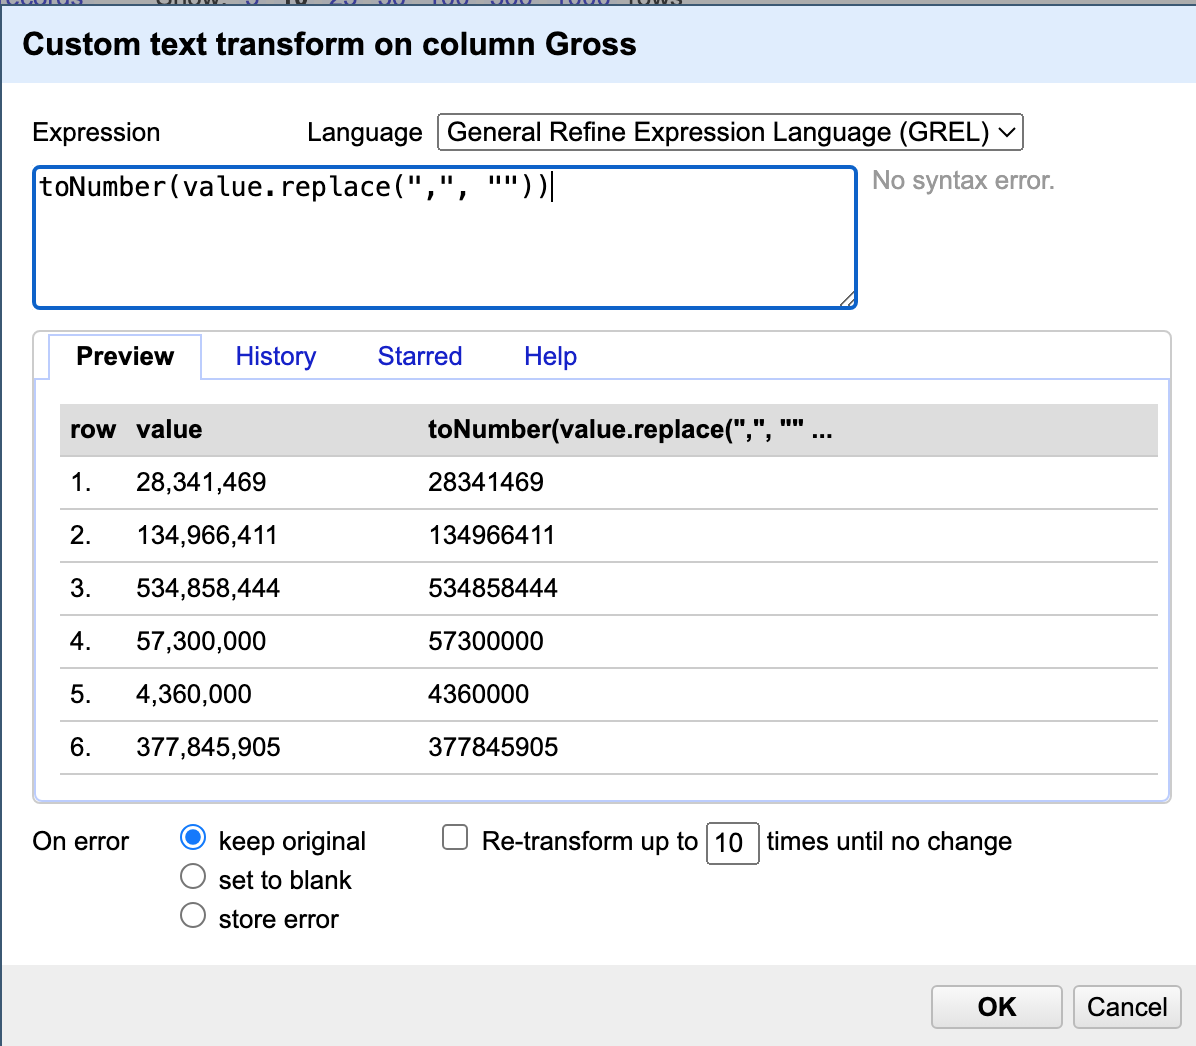 Custom text transform on column Gross
Expression Language General Refine Expression Language (GREL)
toNumber(value.replace(",", ""))
No syntax error.
Preview History Starred Help
row value toNumber(value.replace(",", "" ...
1. 28,341,469 28341469
2. 134,966,411 134966411
3. 534,858,444 534858444
4. 57,300,000 57300000
5. 4,360,000 4360000
6. 377,845,905 377845905
On error keep original Re-transform up to 10 times until no change
set to blank
store error
OK Cancel